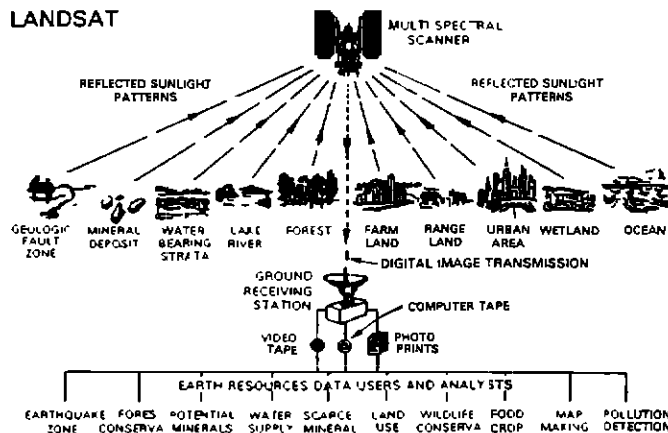 LANDSAT
MULTI SPECTRAL
SCANNER
REFLECTED SUNLIGHT
PATTERNS
REFLECTED SUNLIGHT
PATTERNS
GEOLOGIC
FAULT
ZONE
MINERAL
DEPOSIT
WATER
BEARING
STRATA
LAKE
RIVER
FOREST
FARM
LAND
RANGE
LAND
URBAN
AREA
WETLAND
OCEAN
DIGITAL IMAGE TRANSMISSION
GROUND
RECEIVING
STATION
COMPUTER TAPE
VIDEO
TAPE
PHOTO
PRINTS
EARTH RESOURCES DATA USERS AND ANALYSTS
EARTHQUAKE
ZONE
FORES
CONSERVA
POTENTIAL
MINERALS
WATER
SUPPLY
SCARCE
MINERAL
LAND
USE
WILDLIFE
CONSERVA
FOOD
CROP
MAP
MAKING
POLLUTION
DETECTION